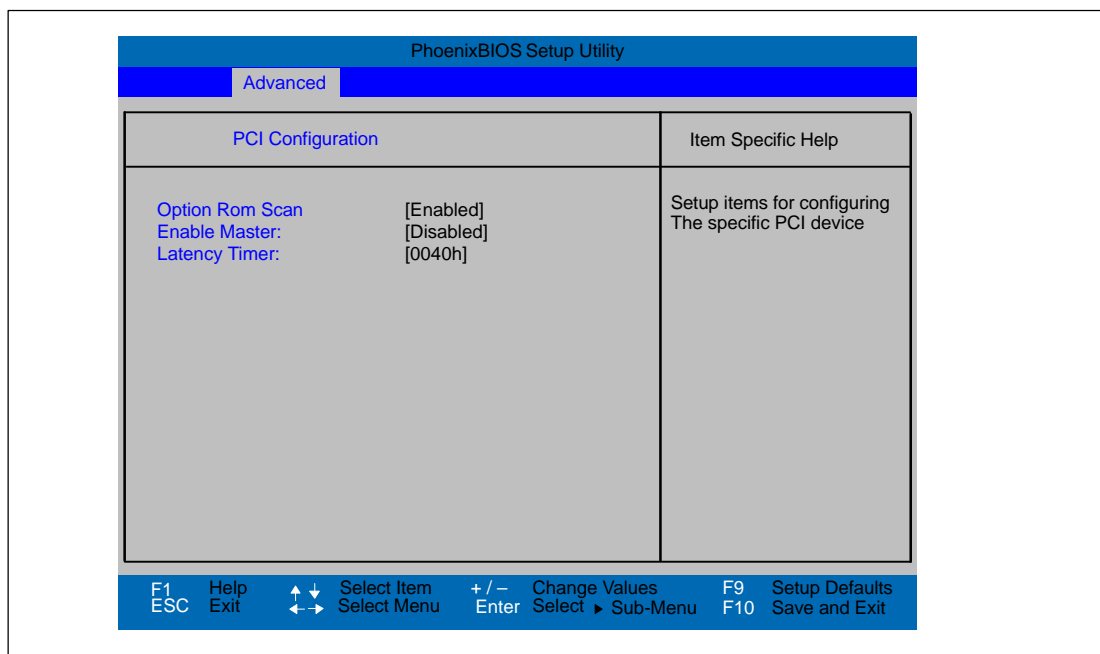 PhoenixBIOS Setup Utility
Advanced
PCI Configuration
Item Specific Help
Option Rom Scan [Enabled]
Enable Master: [Disabled]
Latency Timer: [0040h]
Setup items for configuring
The specific PCI device
F1 Help Select Item +/– Change Values F9 Setup Defaults
ESC Exit Select Menu Enter Select ▶ Sub-Menu F10 Save and Exit